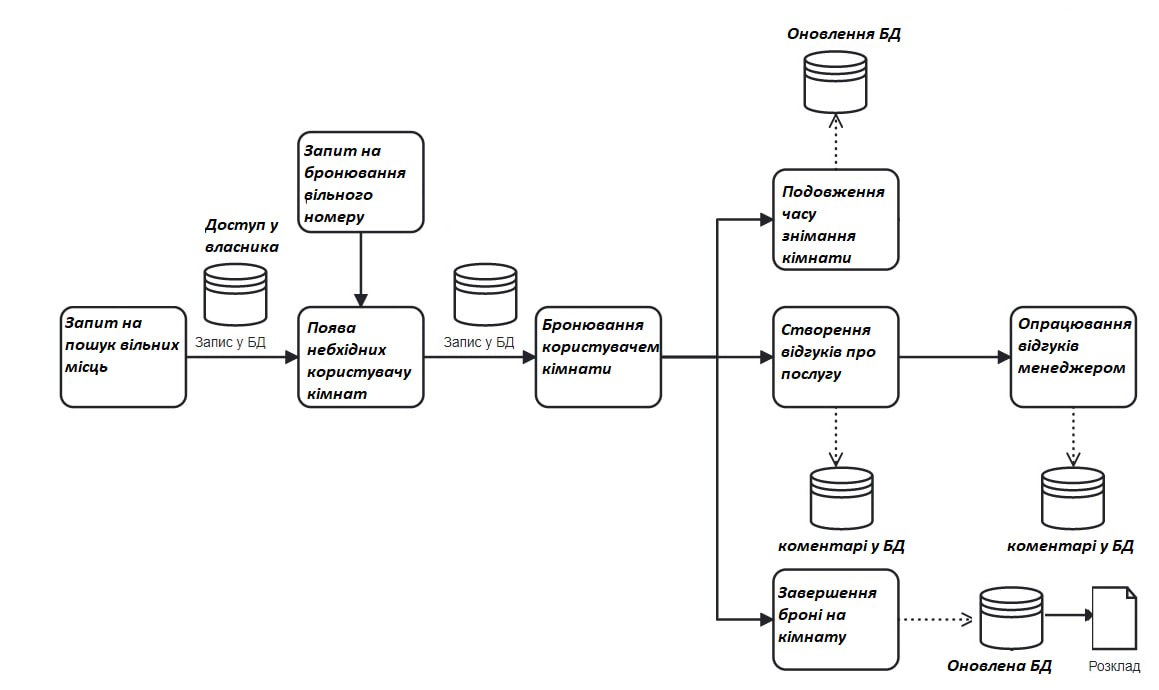 Оновлення БД
Запит на
бронювання
вільного
номеру
Подовження
часу
знімання
кімнати
Доступ у
власника
Запит на
пошук вільних
місць
Запис у БД
Поява
небхідних
користувачу
кімнат
Запис у БД
Бронювання
користувачем
кімнати
Створення
відгуків про
послугу
Опрацювання
відгуків
менеджером
коментарі у БД
коментарі у БД
Завершення
броні на
кімнату
Оновлена БД
Розклад